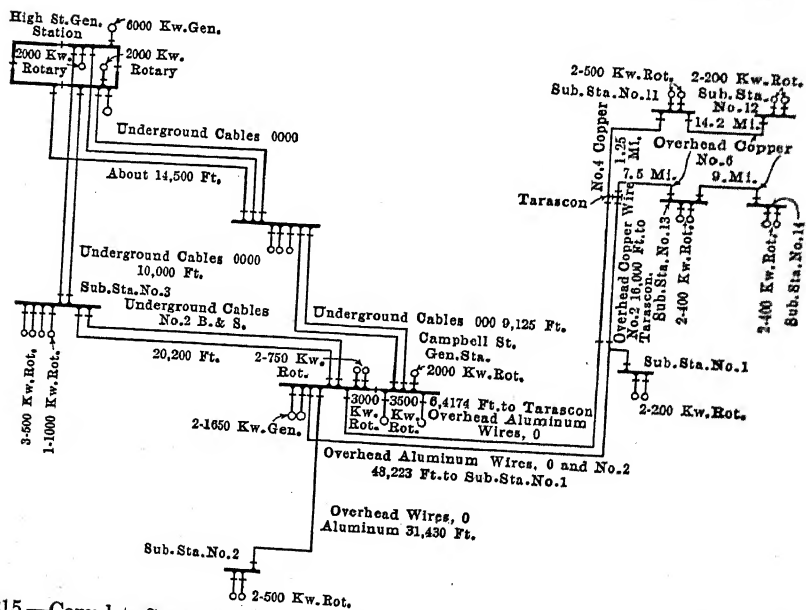 High St.Gen.
Station
6000 Kw.Gen.
2000 Kw.
Rotary
2000 Kw.
Rotary
Underground Cables 0000
About 14,500 Ft.
Underground Cables 0000
10,000 Ft.
Sub.Sta.No.3
Underground Cables
No.2 B. & S.
20,200 Ft.
3-500 Kw.Rot.
1-1000 Kw.Rot.
Underground Cables 000 9,125 Ft.
Campbell St.
Gen.Sta.
2-750 Kw.
Rot.
2000 Kw.Rot.
3000
Kw.
Rot.
3500
Kw.
Rot.
6,4174 Ft.to Tarascon
Overhead Aluminum
Wires, 0
2-1650 Kw.Gen.
Overhead Aluminum Wires, 0 and No.2
48,223 Ft.to Sub.Sta.No.1
Overhead Wires, 0
Aluminum 31,430 Ft.
Sub.Sta.No.2
2-500 Kw.Rot.
2-500 Kw.Rot.
Sub.Sta.No.11
2-200 Kw.Rot.
Sub.Sta.
No.12
14.2 Mi.
Overhead Copper
No.6
No.4 Copper
1.25
Mi.
7.5 Mi.
9.Mi.
Tarascon
Overhead Copper Wire
No.2 16,000 Ft.to
Tarascon.
Sub.Sta.No.13
2-400 Kw.Rot.
2-400 Kw.Rot.
Sub.Sta.No.14
Sub.Sta.No.1
2-200 Kw.Rot.